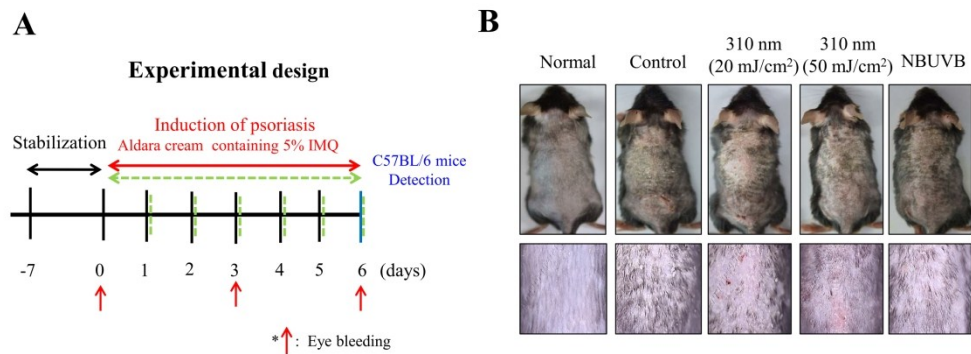 A
Experimental design
Stabilization
Induction of psoriasis
Aldara cream containing 5% IMQ
C57BL/6 mice
Detection
-7 0 1 2 3 4 5 6 (days)
*↑: Eye bleeding
B
Normal Control 310 nm (20 mJ/cm²) 310 nm (50 mJ/cm²) NBUVB